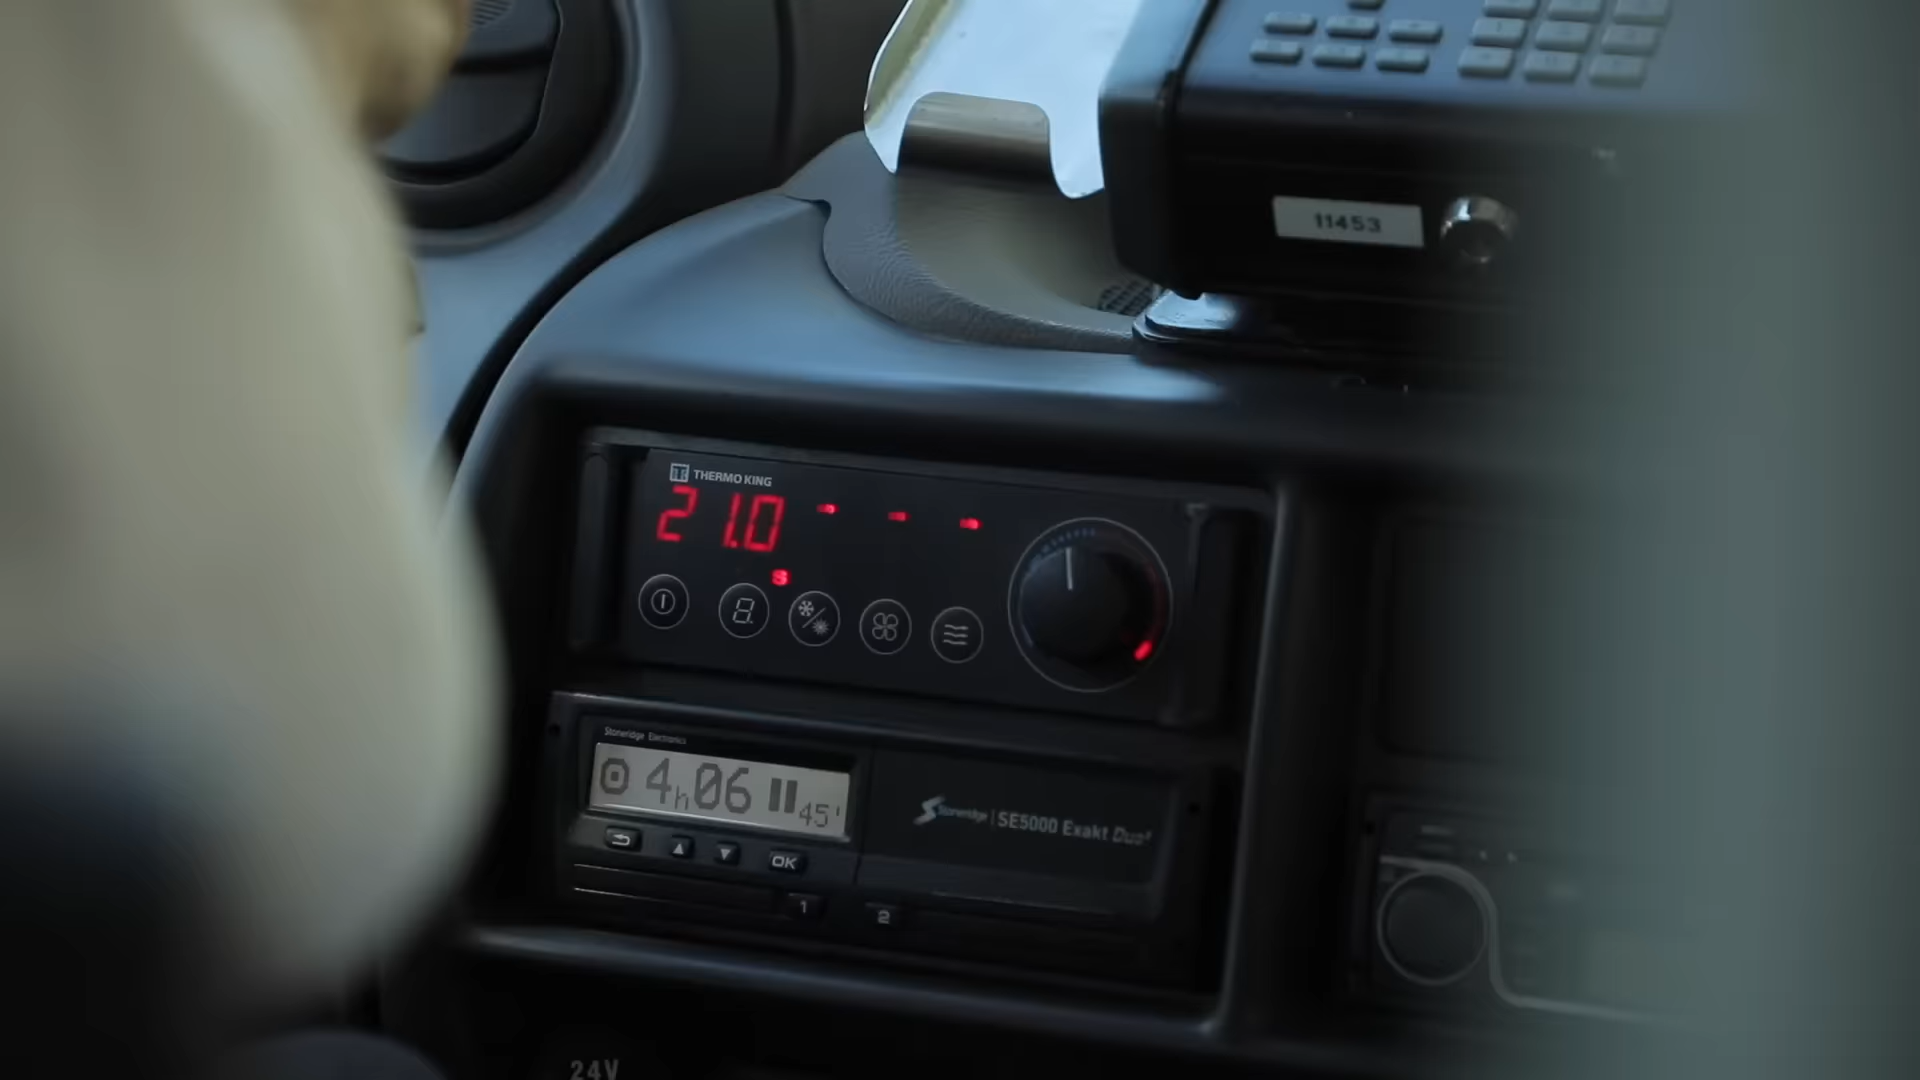 11453
THERMO KING
21.0 - - -
s
Stoneridge Electronics
4h06 45'
Stoneridge SE5000 Exakt Duo²
OK
1 2
24V